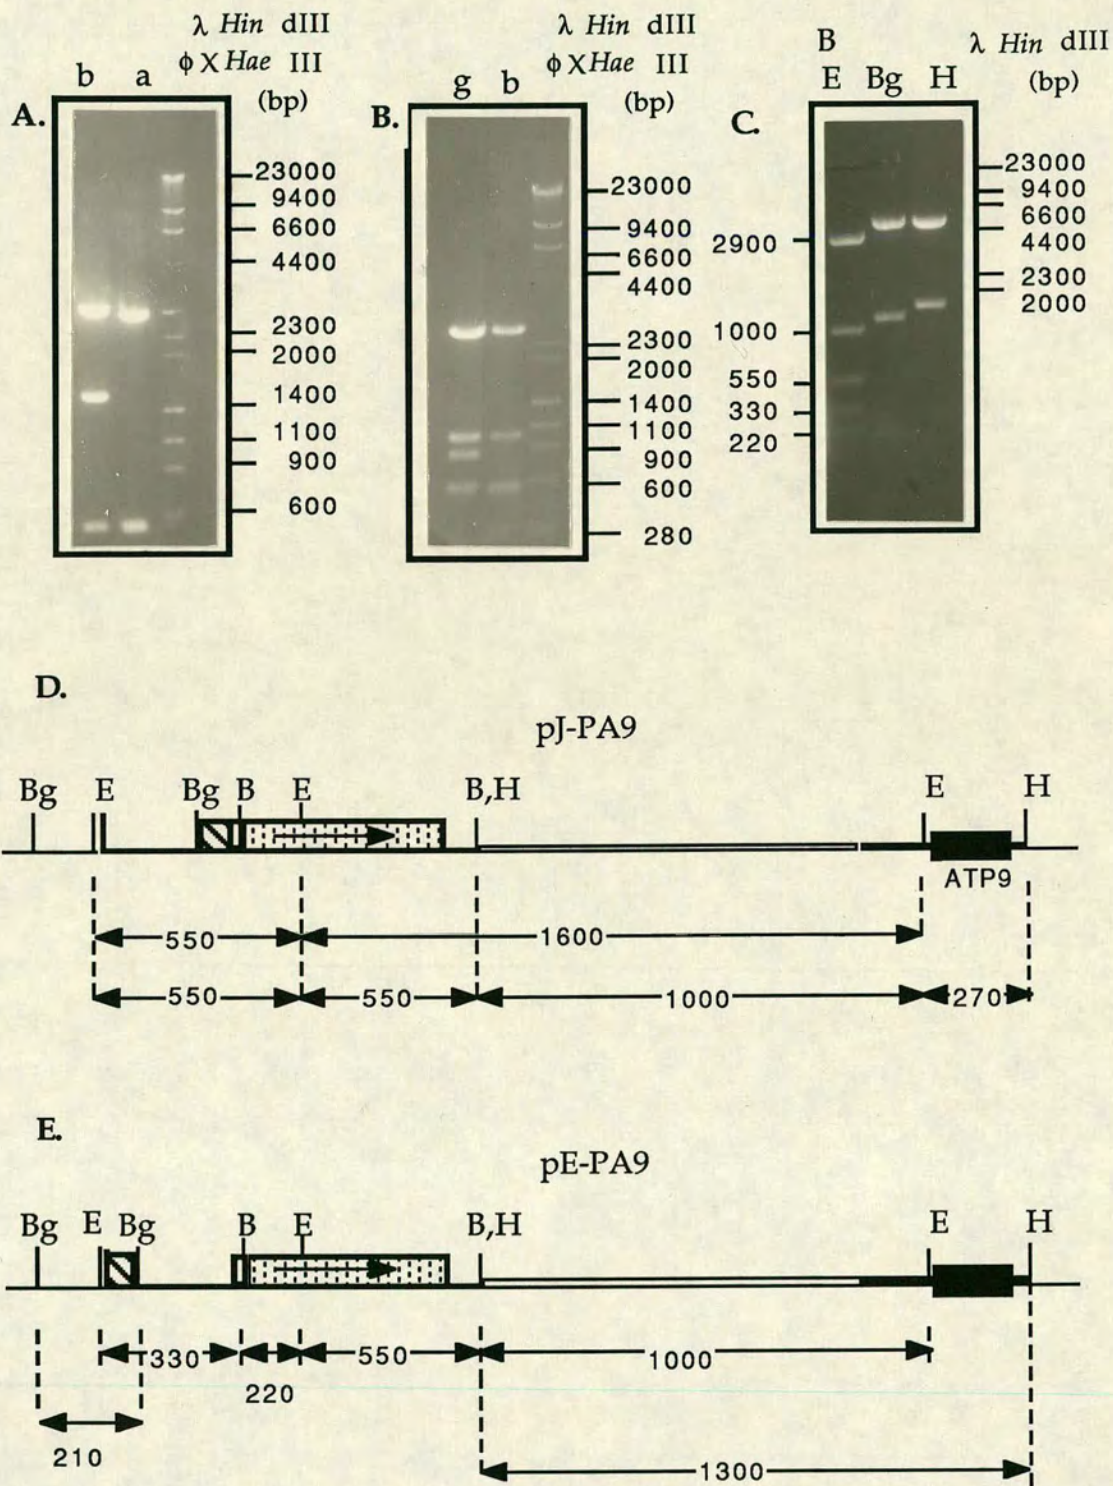 A.
λ Hin dIII
φ X Hae III
b a (bp)
23000
9400
6600
4400
2300
2000
1400
1100
900
600
B.
λ Hin dIII
φ X Hae III
g b (bp)
23000
9400
6600
4400
2300
2000
1400
1100
900
600
280
C.
B
E Bg H
λ Hin dIII
(bp)
2900
1000
550
330
220
23000
9400
6600
4400
2300
2000
D.
pJ-PA9
Bg E Bg B E B,H E H
ATP9
550 1600
550 550 1000 270
E.
pE-PA9
Bg E Bg B E B,H E H
330 550 1000
220
210
1300